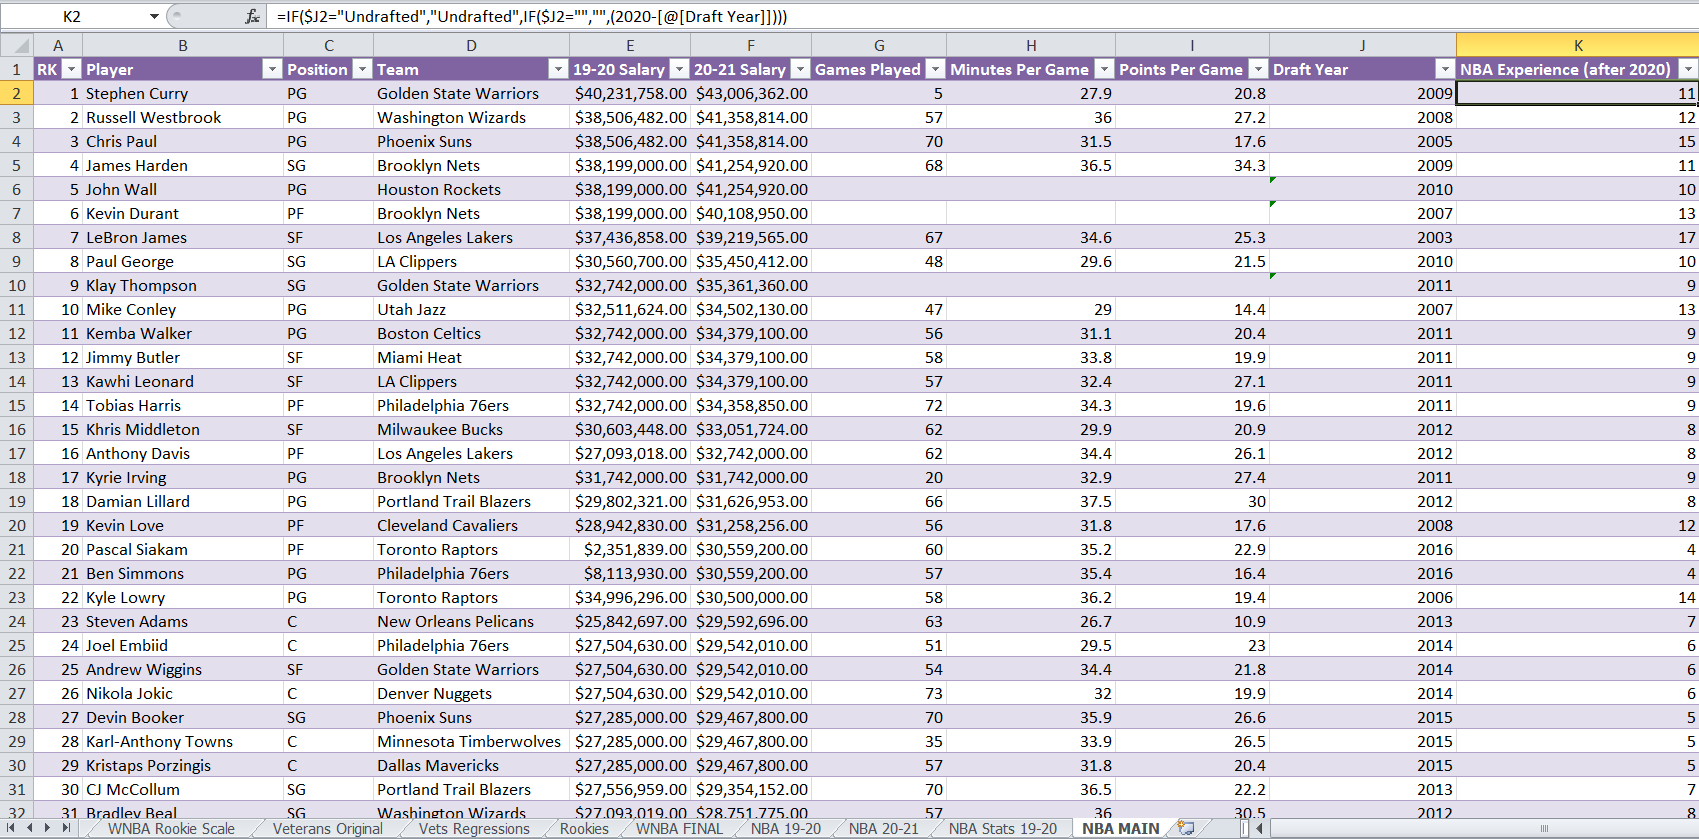 K2 fx =IF($J2="Undrafted","Undrafted",IF($J2="","",(2020-[@[Draft Year]])))
A B C D E F G H I J K
1 RK Player Position Team 19-20 Salary 20-21 Salary Games Played Minutes Per Game Points Per Game Draft Year NBA Experience (after 2020)
2 1 Stephen Curry PG Golden State Warriors $40,231,758.00 $43,006,362.00 5 27.9 20.8 2009 11
3 2 Russell Westbrook PG Washington Wizards $38,506,482.00 $41,358,814.00 57 36 27.2 2008 12
4 3 Chris Paul PG Phoenix Suns $38,506,482.00 $41,358,814.00 70 31.5 17.6 2005 15
5 4 James Harden SG Brooklyn Nets $38,199,000.00 $41,254,920.00 68 36.5 34.3 2009 11
6 5 John Wall PG Houston Rockets $38,199,000.00 $41,254,920.00 2010 10
7 6 Kevin Durant PF Brooklyn Nets $38,199,000.00 $40,108,950.00 2007 13
8 7 LeBron James SF Los Angeles Lakers $37,436,858.00 $39,219,565.00 67 34.6 25.3 2003 17
9 8 Paul George SG LA Clippers $30,560,700.00 $35,450,412.00 48 29.6 21.5 2010 10
10 9 Klay Thompson SG Golden State Warriors $32,742,000.00 $35,361,360.00 2011 9
11 10 Mike Conley PG Utah Jazz $32,511,624.00 $34,502,130.00 47 29 14.4 2007 13
12 11 Kemba Walker PG Boston Celtics $32,742,000.00 $34,379,100.00 56 31.1 20.4 2011 9
13 12 Jimmy Butler SF Miami Heat $32,742,000.00 $34,379,100.00 58 33.8 19.9 2011 9
14 13 Kawhi Leonard SF LA Clippers $32,742,000.00 $34,379,100.00 57 32.4 27.1 2011 9
15 14 Tobias Harris PF Philadelphia 76ers $32,742,000.00 $34,358,850.00 72 34.3 19.6 2011 9
16 15 Khris Middleton SF Milwaukee Bucks $30,603,448.00 $33,051,724.00 62 29.9 20.9 2012 8
17 16 Anthony Davis PF Los Angeles Lakers $27,093,018.00 $32,742,000.00 62 34.4 26.1 2012 8
18 17 Kyrie Irving PG Brooklyn Nets $31,742,000.00 $33,329,100.00 20 32.9 27.4 2011 9
19 18 Damian Lillard PG Portland Trail Blazers $29,802,321.00 $31,626,953.00 66 37.5 30 2012 8
20 19 Kevin Love PF Cleveland Cavaliers $28,942,830.00 $31,258,256.00 56 31.8 17.6 2008 12
21 20 Pascal Siakam PF Toronto Raptors $2,351,839.00 $30,559,200.00 60 35.2 22.9 2016 4
22 21 Ben Simmons PG Philadelphia 76ers $8,113,930.00 $30,559,200.00 57 35.4 16.4 2016 4
23 22 Kyle Lowry PG Toronto Raptors $34,996,296.00 $30,500,000.00 58 36.2 19.4 2006 14
24 23 Steven Adams C New Orleans Pelicans $25,842,697.00 $29,592,696.00 63 26.7 10.9 2013 7
25 24 Joel Embiid C Philadelphia 76ers $27,504,630.00 $29,542,010.00 51 29.5 23 2014 6
26 25 Andrew Wiggins SF Golden State Warriors $27,504,630.00 $29,542,010.00 54 34.4 21.8 2014 6
27 26 Nikola Jokic C Denver Nuggets $27,504,630.00 $29,542,010.00 73 32 19.9 2014 6
28 27 Devin Booker SG Phoenix Suns $27,285,000.00 $29,467,800.00 70 35.9 26.6 2015 5
29 28 Karl-Anthony Towns C Minnesota Timberwolves $27,285,000.00 $29,467,800.00 35 33.9 26.5 2015 5
30 29 Kristaps Porzingis C Dallas Mavericks $27,285,000.00 $29,467,800.00 57 31.8 20.4 2015 5
31 30 CJ McCollum SG Portland Trail Blazers $27,556,959.00 $29,354,152.00 70 36.5 22.2 2013 7
32 31 Bradley Beal SG Washington Wizards $27,093,019.00 $28,751,775.00 57 36 30.5 2012 8
WNBA Rookie Scale Veterans Original Vets Regressions Rookies WNBA FINAL NBA 19-20 NBA 20-21 NBA Stats 19-20 NBA MAIN